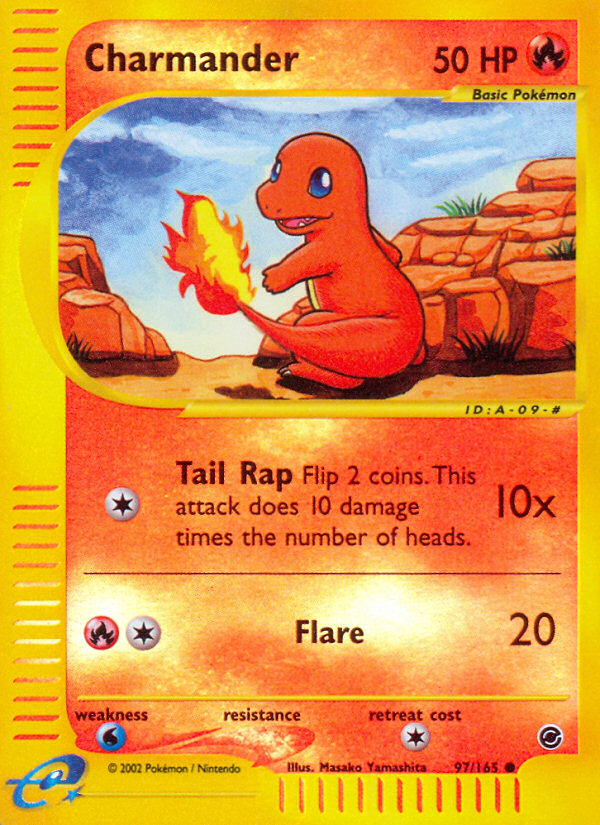 Charmander 50 HP
Basic Pokémon
ID:A-09-#
Tail Rap Flip 2 coins. This
attack does 10 damage
times the number of heads.
10x
Flare 20
weakness resistance retreat cost
© 2002 Pokémon / Nintendo Illus. Masako Yamashita 97/165